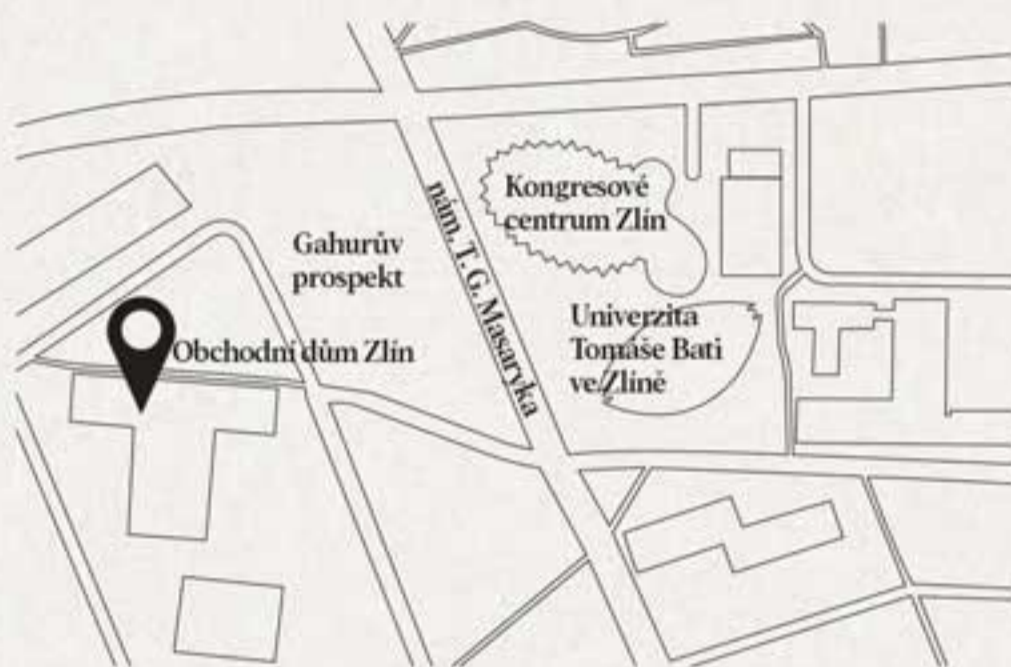 Kongresové
centrum Zlín
Gahurův
prospekt
nám. T. G. Masaryka
Univerzita
Tomáše Bati
ve Zlíně
Obchodní dům Zlín